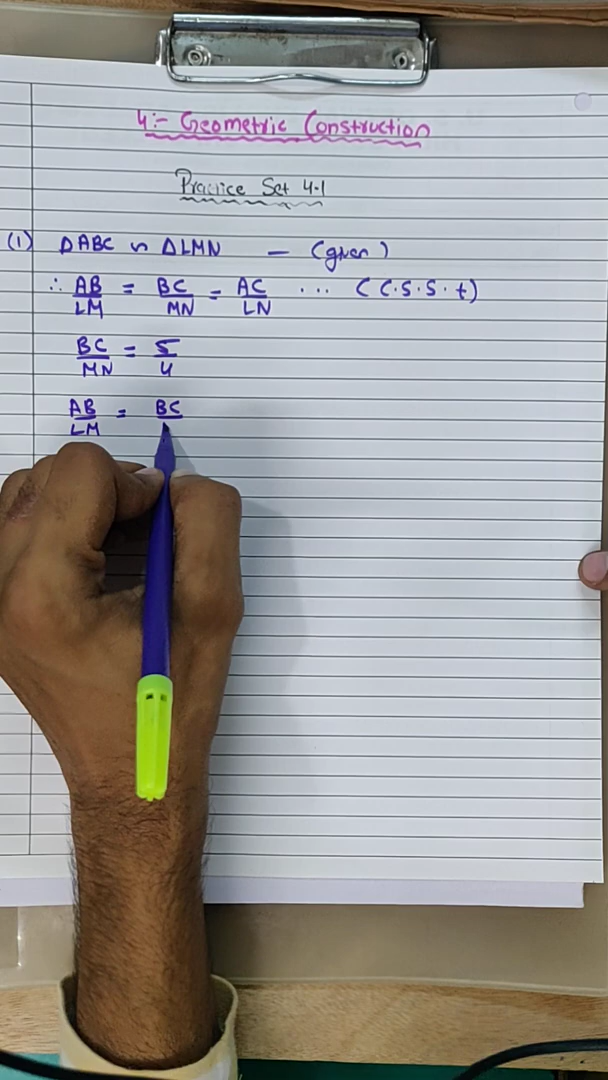 4:- Geometric Construction
Practice Set 4.1
(1) ΔABC ~ ΔLMN — (given)
∴ AB/LM = BC/MN = AC/LN ... (C.S.S.t)
BC/MN = 5/4
AB/LM = BC